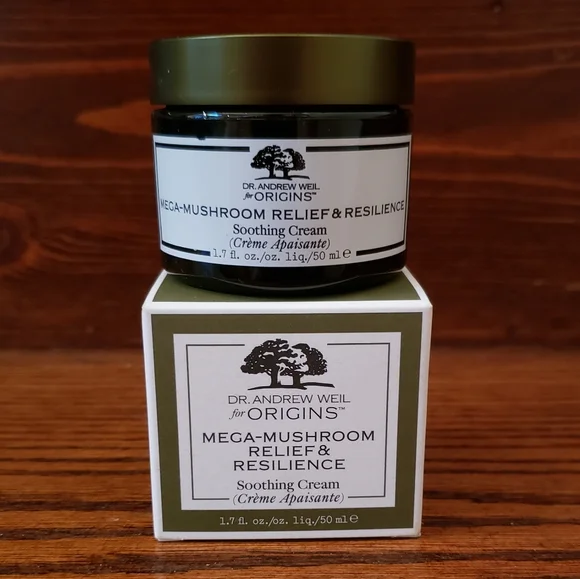 DR. ANDREW WEIL
for ORIGINS™
MEGA-MUSHROOM RELIEF & RESILIENCE
Soothing Cream
(Crème Apaisante)
1.7 fl. oz./oz. liq./50 ml ℮
DR. ANDREW WEIL
for ORIGINS™
MEGA-MUSHROOM
RELIEF &
RESILIENCE
Soothing Cream
(Crème Apaisante)
1.7 fl. oz./oz. liq./50 ml ℮